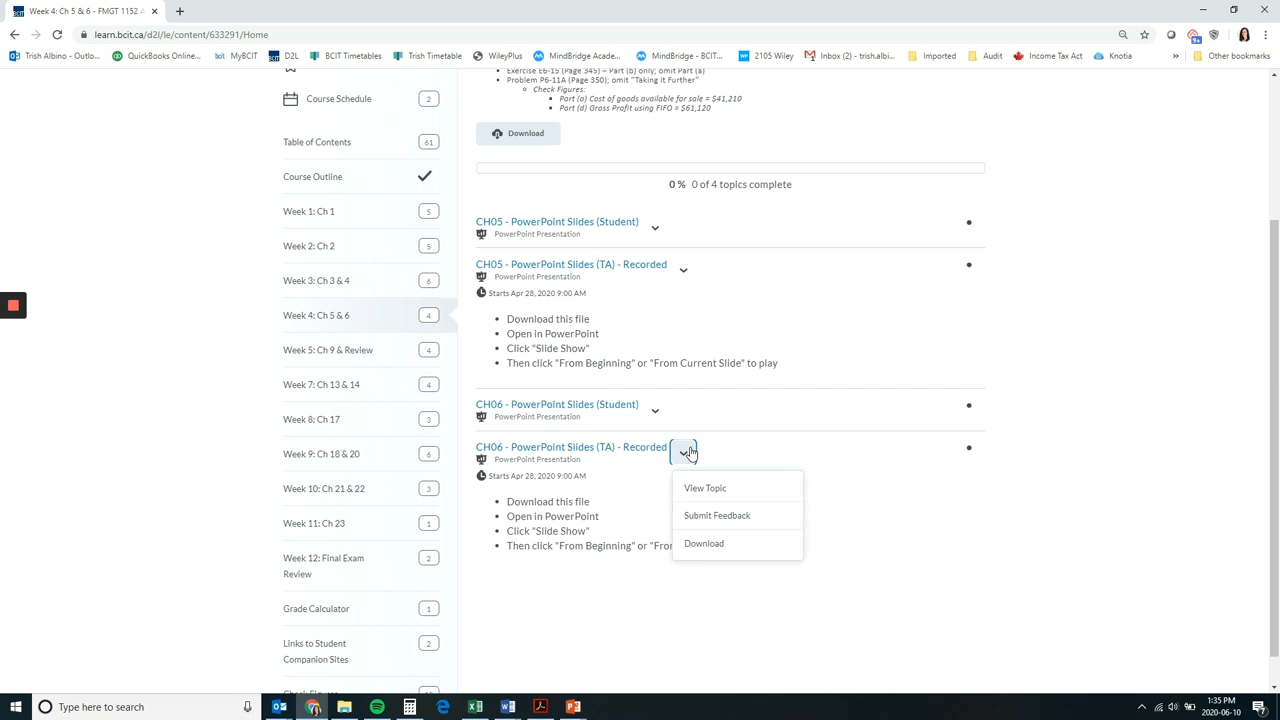 Week 4: Ch 5 & 6 - FMGT 1152 A
learn.bcit.ca/d2l/le/content/633291/Home
Trish Albino - Outlo...
QuickBooks Online...
MyBCIT
D2L
BCIT Timetables
Trish Timetable
WileyPlus
MindBridge Acade...
MindBridge - BCIT...
2105 Wiley
Inbox (2) - trish.albi...
Imported
Audit
Income Tax Act
Knotia
»
Other bookmarks
Exercise E6-15 (Page 345) – Part (b) only; omit Part (a)
Problem P6-11A (Page 350); omit "Taking it Further"
Check Figures:
Part (a) Cost of goods available for sale = $41,210
Part (d) Gross Profit using FIFO = $61,120
Download
0 % 0 of 4 topics complete
Course Schedule 2
Table of Contents 61
Course Outline
Week 1: Ch 1 5
Week 2: Ch 2 5
Week 3: Ch 3 & 4 6
Week 4: Ch 5 & 6 4
Week 5: Ch 9 & Review 4
Week 7: Ch 13 & 14 4
Week 8: Ch 17 3
Week 9: Ch 18 & 20 6
Week 10: Ch 21 & 22 3
Week 11: Ch 23 1
Week 12: Final Exam 2
Review
Grade Calculator 1
Links to Student 2
Companion Sites
CH05 - PowerPoint Slides (Student)
PowerPoint Presentation
CH05 - PowerPoint Slides (TA) - Recorded
PowerPoint Presentation
Starts Apr 28, 2020 9:00 AM
Download this file
Open in PowerPoint
Click "Slide Show"
Then click "From Beginning" or "From Current Slide" to play
CH06 - PowerPoint Slides (Student)
PowerPoint Presentation
CH06 - PowerPoint Slides (TA) - Recorded
PowerPoint Presentation
Starts Apr 28, 2020 9:00 AM
Download this file
Open in PowerPoint
Click "Slide Show"
Then click "From Beginning" or "Fro
View Topic
Submit Feedback
Download
Type here to search
1:35 PM
2020-06-10